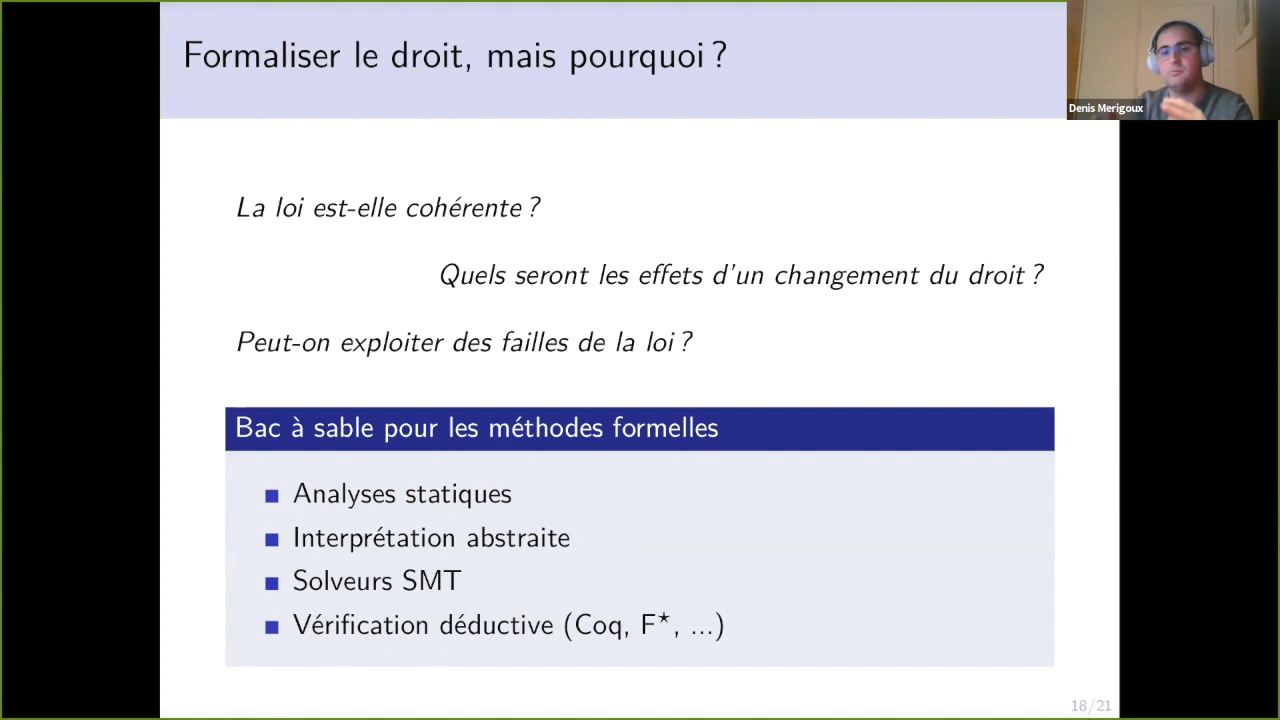 Formaliser le droit, mais pourquoi ?
Denis Merigoux
La loi est-elle cohérente ?
Quels seront les effets d'un changement du droit ?
Peut-on exploiter des failles de la loi ?
Bac à sable pour les méthodes formelles
Analyses statiques
Interprétation abstraite
Solveurs SMT
Vérification déductive (Coq, F*, ...)
18/21